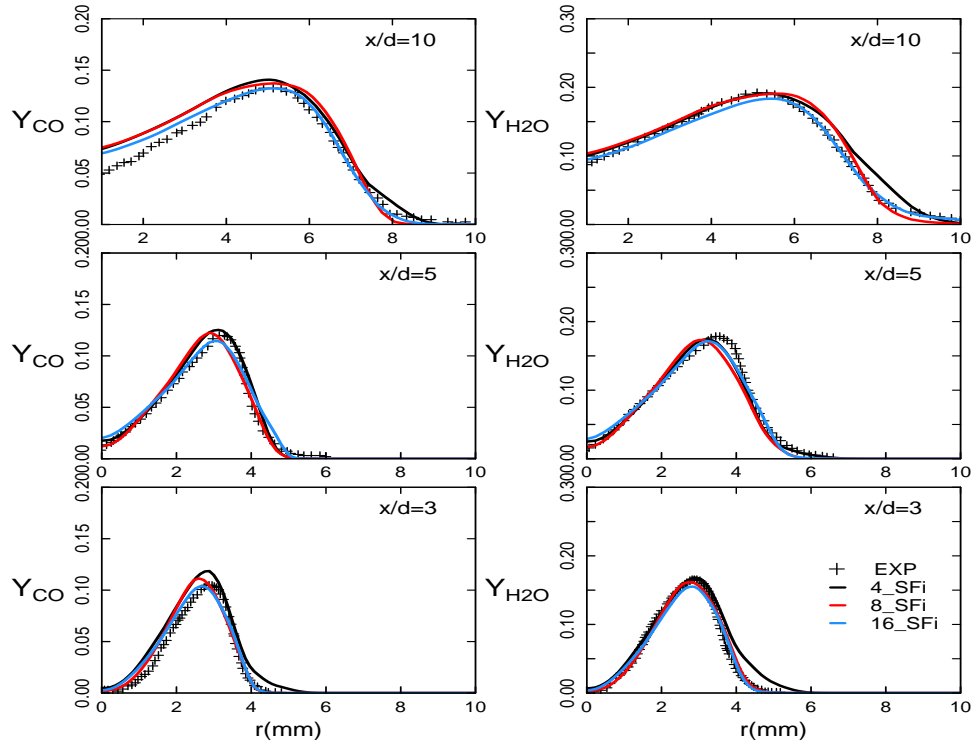 0.00 0.05 0.10 0.15 0.20
Y_CO
x/d=10
2 4 6 8 10
0.00 0.10 0.20 0.30
Y_H2O
x/d=10
2 4 6 8 10
0.00 0.05 0.10 0.15 0.20
Y_CO
x/d=5
0 2 4 6 8 10
0.00 0.10 0.20 0.30
Y_H2O
x/d=5
0 2 4 6 8 10
0.00 0.05 0.10 0.15 0.20
Y_CO
x/d=3
0 2 4 6 8 10
r(mm)
0.00 0.10 0.20 0.30
Y_H2O
x/d=3
EXP
4_SFi
8_SFi
16_SFi
0 2 4 6 8 10
r(mm)